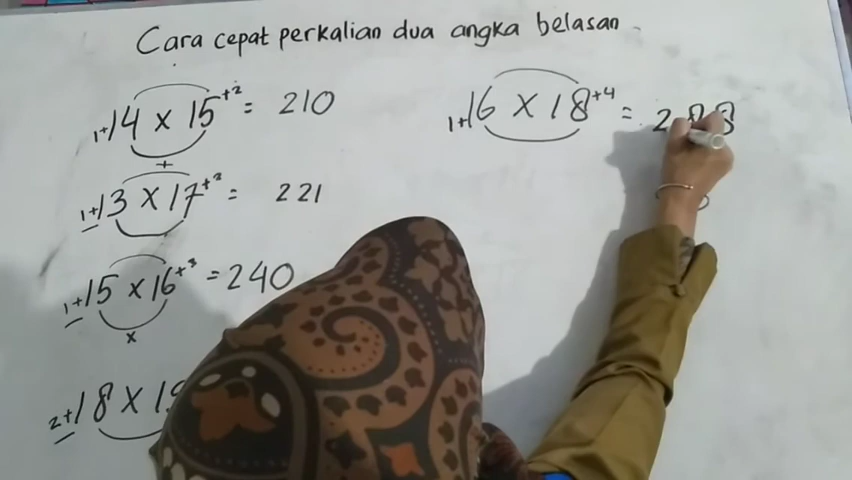 Cara cepat perkalian dua angka belasan
1+14 x 15+2 = 210
+
1+13 x 17+2 = 221
1+15 x 16+3 = 240
x
2+18 x 1
1+16 x 18+4 = 288